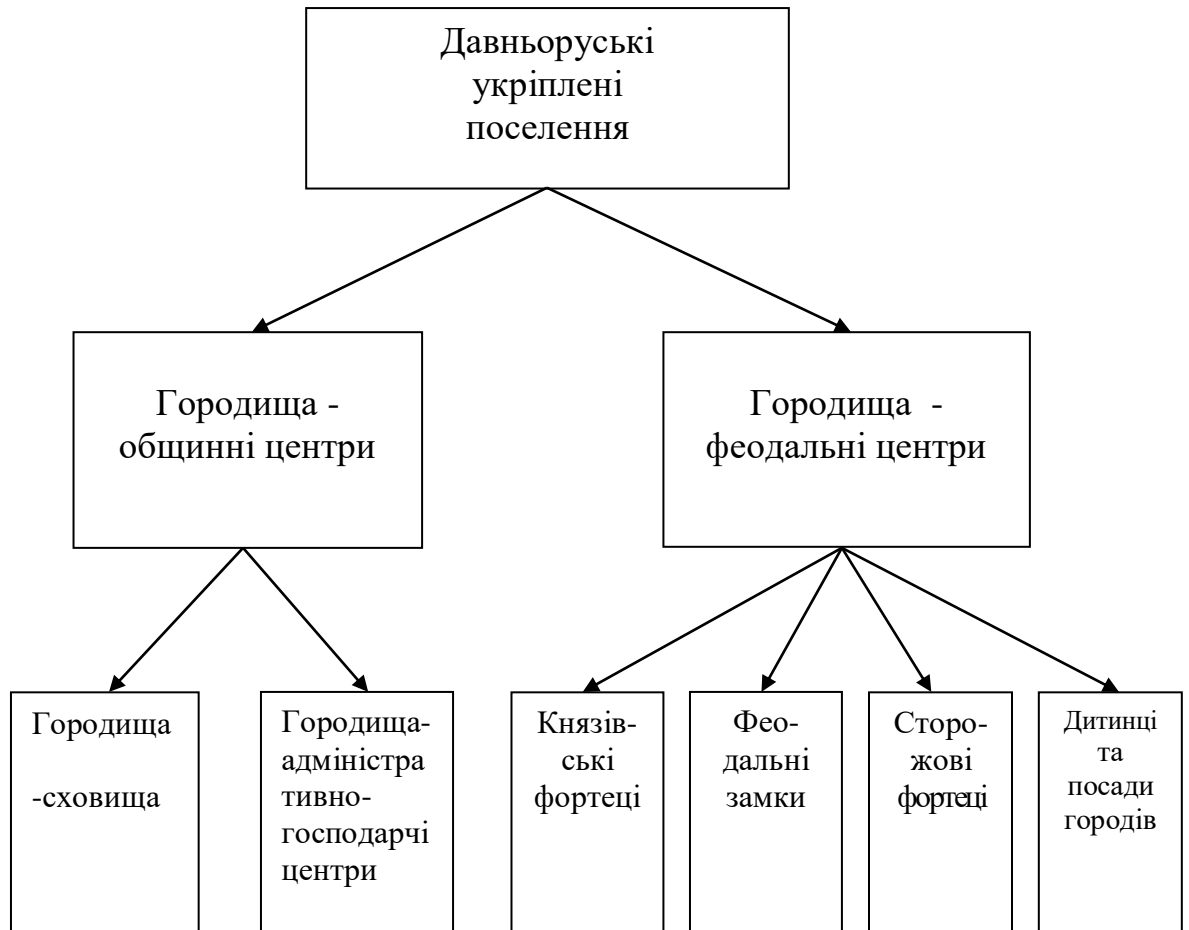 Давньоруські
укріплені
поселення
Городища -
общинні центри
Городища -
феодальні центри
Городища
-сховища
Городища-
адміністра
тивно-
господарчі
центри
Князів-
ські
фортеці
Фео-
дальні
замки
Сторо-
жові
фортеці
Дитинці
та
посади
городів